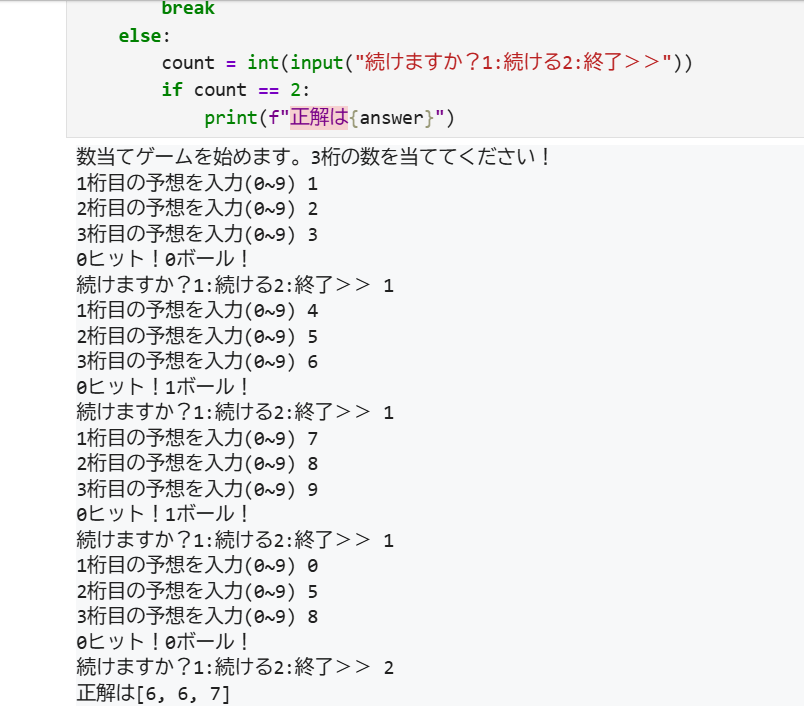 break
else:
count = int(input("続けますか？1:続ける2:終了＞＞"))
if count == 2:
print(f"正解は{answer}")
数当てゲームを始めます。3桁の数を当ててください！
1桁目の予想を入力(0~9) 1
2桁目の予想を入力(0~9) 2
3桁目の予想を入力(0~9) 3
0ヒット！0ボール！
続けますか？1:続ける2:終了＞＞ 1
1桁目の予想を入力(0~9) 4
2桁目の予想を入力(0~9) 5
3桁目の予想を入力(0~9) 6
0ヒット！1ボール！
続けますか？1:続ける2:終了＞＞ 1
1桁目の予想を入力(0~9) 7
2桁目の予想を入力(0~9) 8
3桁目の予想を入力(0~9) 9
0ヒット！1ボール！
続けますか？1:続ける2:終了＞＞ 1
1桁目の予想を入力(0~9) 0
2桁目の予想を入力(0~9) 5
3桁目の予想を入力(0~9) 8
0ヒット！0ボール！
続けますか？1:続ける2:終了＞＞ 2
正解は[6, 6, 7]